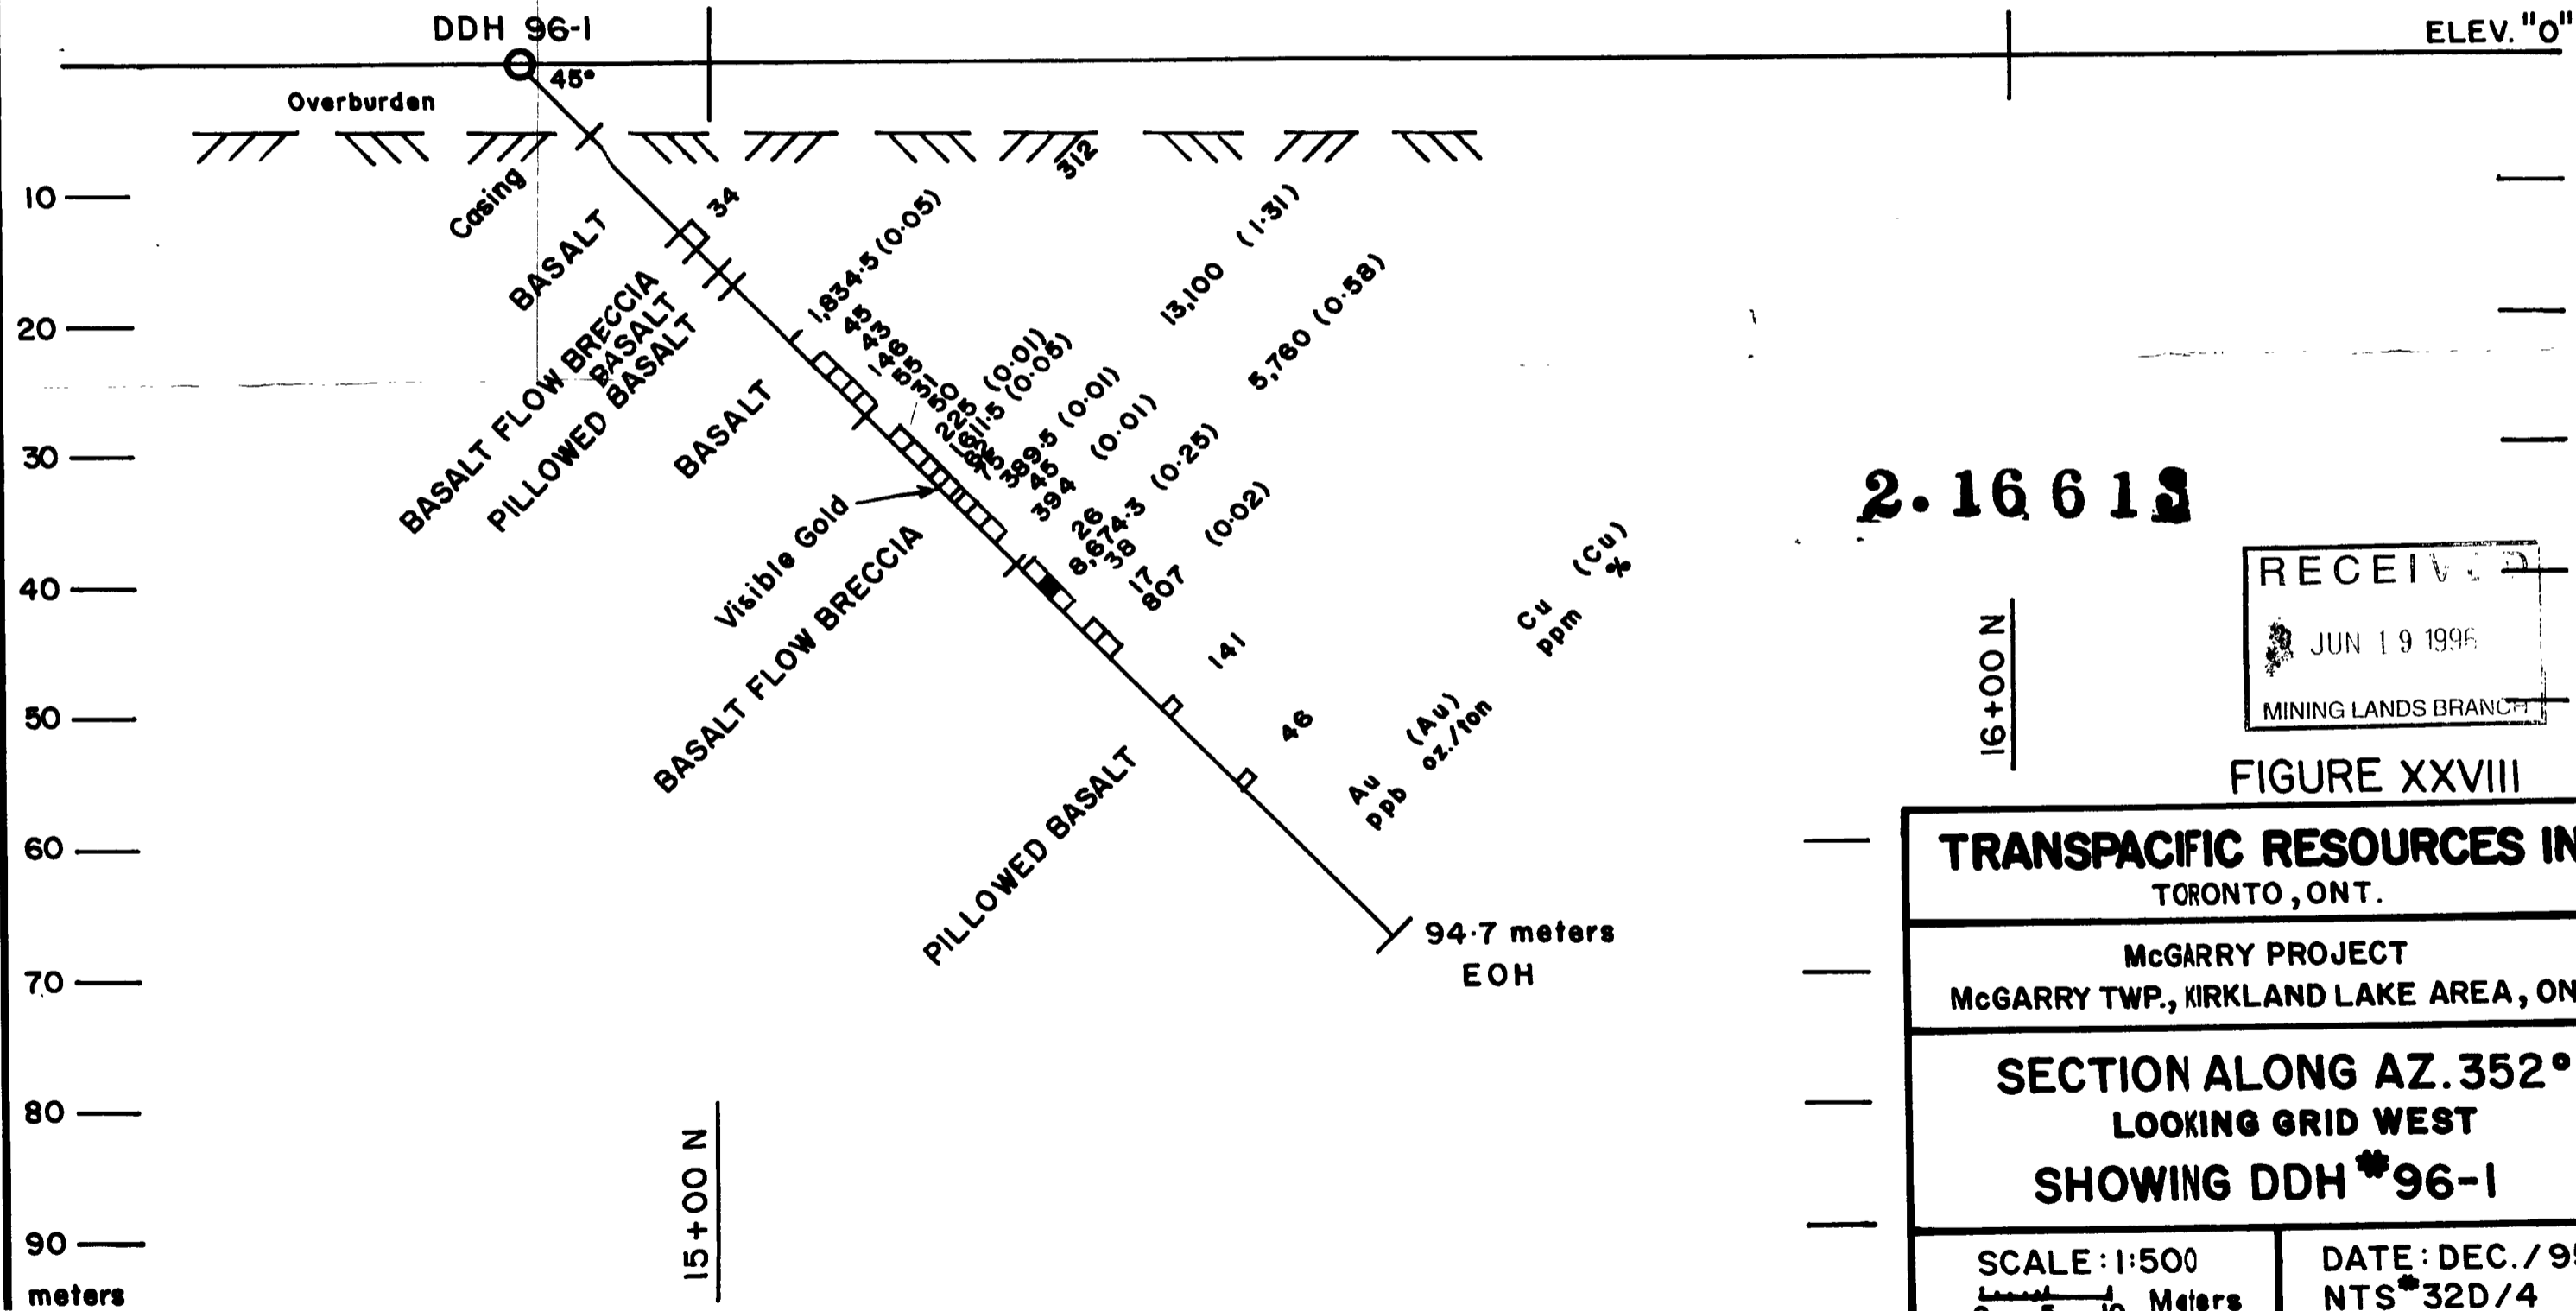 DDH 96-1
ELEV. "0"
45°
Overburden
312
10
Casing
34
BASALT
1,834.5 (0.05)
13,100 (1.31)
20
BASALT FLOW BRECCIA
BASALT
PILLOWED BASALT
45
43
146
5,760 (0.58)
(0.01)
(0.05)
BASALT
30
389.5 (0.01)
45 (0.01)
394
Visible Gold
26
8,674.3 (0.25)
38
2.16613
BASALT FLOW BRECCIA
40
17
807 (0.02)
Cu (Cu)
ppm %
RECEIV
JUN 19 1996
MINING LANDS BRANCH
141
16+00 N
50
46
Au (Au)
ppb oz./ton
PILLOWED BASALT
FIGURE XXVIII
60
TRANSPACIFIC RESOURCES IN
TORONTO, ONT.
94.7 meters
EOH
70
McGARRY PROJECT
McGARRY TWP., KIRKLAND LAKE AREA, ON
SECTION ALONG AZ. 352°
LOOKING GRID WEST
SHOWING DDH #96-1
80
15+00 N
90
meters
SCALE: 1:500
Meters
DATE: DEC./9
NTS #32D/4